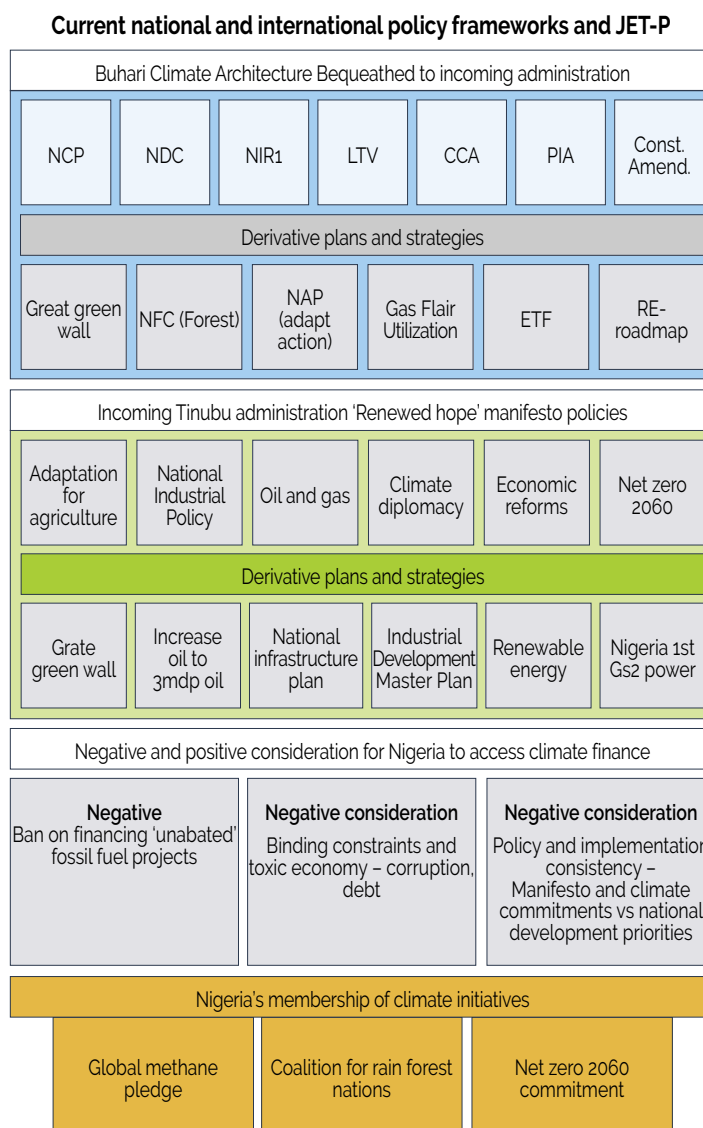 Current national and international policy frameworks and JET-P
Buhari Climate Architecture Bequeathed to incoming administration
NCP
NDC
NIR1
LTV
CCA
PIA
Const.
Amend.
Derivative plans and strategies
Great green
wall
NFC (Forest)
NAP
(adapt
action)
Gas Flair
Utilization
ETF
RE-
roadmap
Incoming Tinubu administration ‘Renewed hope’ manifesto policies
Adaptation
for
agriculture
National
Industrial
Policy
Oil and gas
Climate
diplomacy
Economic
reforms
Net zero
2060
Derivative plans and strategies
Grate
green wall
Increase
oil to
3mdp oil
National
infrastructure
plan
Industrial
Development
Master Plan
Renewable
energy
Nigeria 1st
Gs2 power
Negative and positive consideration for Nigeria to access climate finance
Negative
Ban on financing ‘unabated’
fossil fuel projects
Negative consideration
Binding constraints and
toxic economy – corruption,
debt
Negative consideration
Policy and implementation
consistency –
Manifesto and climate
commitments vs national
development priorities
Nigeria’s membership of climate initiatives
Global methane
pledge
Coalition for rain forest
nations
Net zero 2060
commitment